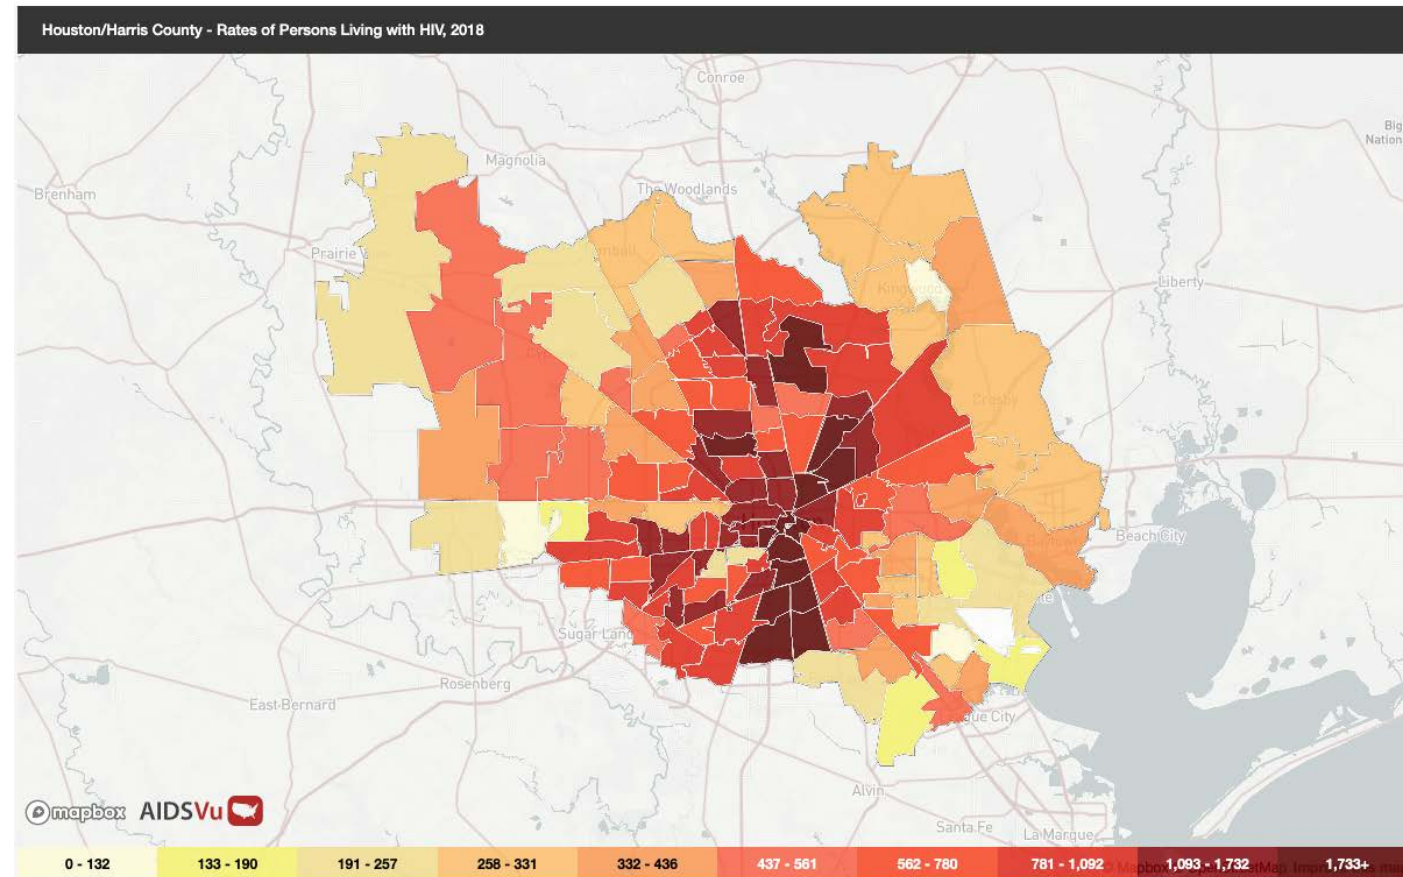 Houston/Harris County - Rates of Persons Living with HIV, 2018
Conroe
Big
Nation
Magnolia
Brenham
The Woodlands
Prairie
Liberty
Crosby
Beach City
Sugar Land
Rosenberg
East Bernard
League City
Alvin
Santa Fe
La Marque
mapbox AIDSVu
0 - 132 133 - 190 191 - 257 258 - 331 332 - 436 437 - 561 562 - 780 781 - 1,092 1,093 - 1,732 1,733+